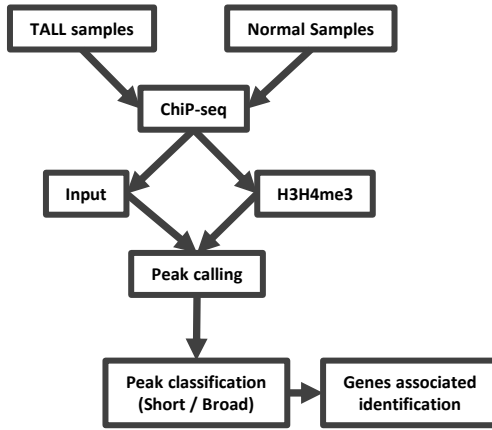 TALL samples
Normal Samples
ChiP-seq
Input
H3H4me3
Peak calling
Peak classification
(Short / Broad)
Genes associated
identification